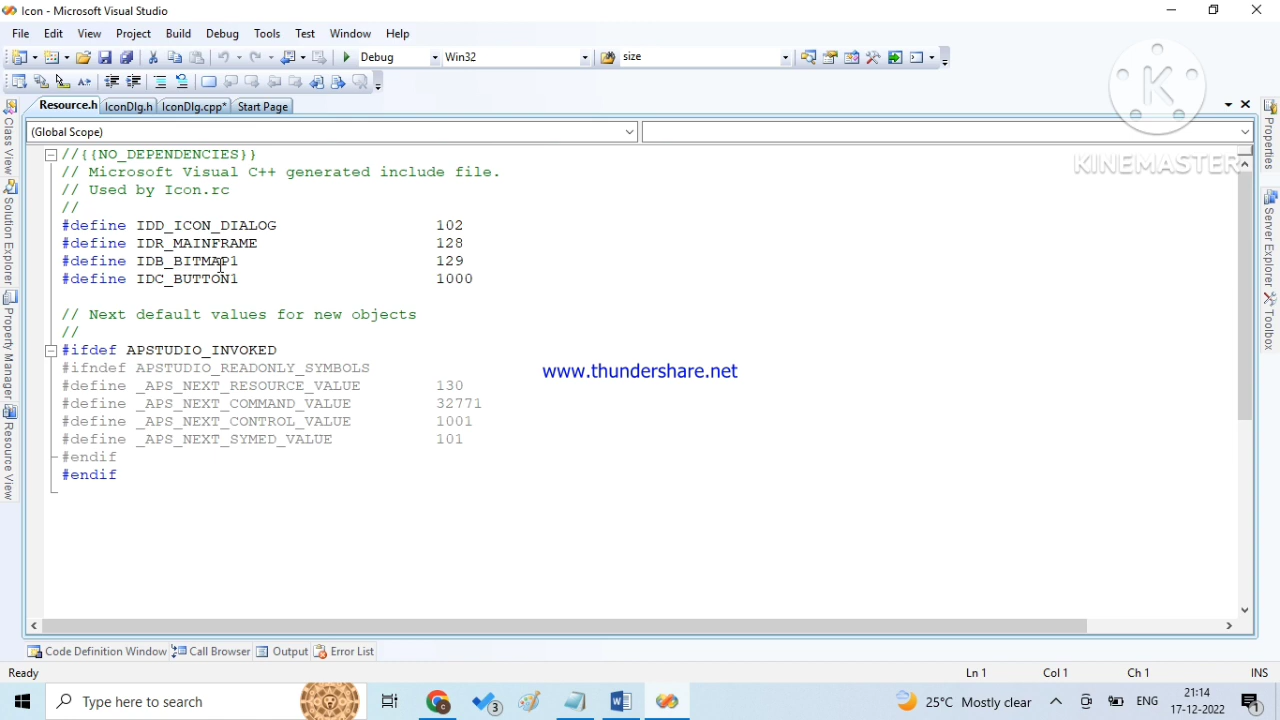 Icon - Microsoft Visual Studio
File Edit View Project Build Debug Tools Test Window Help
Debug Win32 size
Resource.h IconDlg.h IconDlg.cpp* Start Page
(Global Scope)
//{{NO_DEPENDENCIES}}
// Microsoft Visual C++ generated include file.
// Used by Icon.rc
//
#define IDD_ICON_DIALOG 102
#define IDR_MAINFRAME 128
#define IDB_BITMAP1 129
#define IDC_BUTTON1 1000
// Next default values for new objects
//
#ifdef APSTUDIO_INVOKED
#ifndef APSTUDIO_READONLY_SYMBOLS
#define _APS_NEXT_RESOURCE_VALUE 130
#define _APS_NEXT_COMMAND_VALUE 32771
#define _APS_NEXT_CONTROL_VALUE 1001
#define _APS_NEXT_SYMED_VALUE 101
#endif
#endif
www.thundershare.net
K
KINEMASTER
Class View
Solution Explorer
Property Manager
Resource View
Properties
Server Explorer
Toolbox
Code Definition Window Call Browser Output Error List
Ready Ln 1 Col 1 Ch 1 INS
Type here to search
3
25°C Mostly clear ENG 21:14
17-12-2022
1